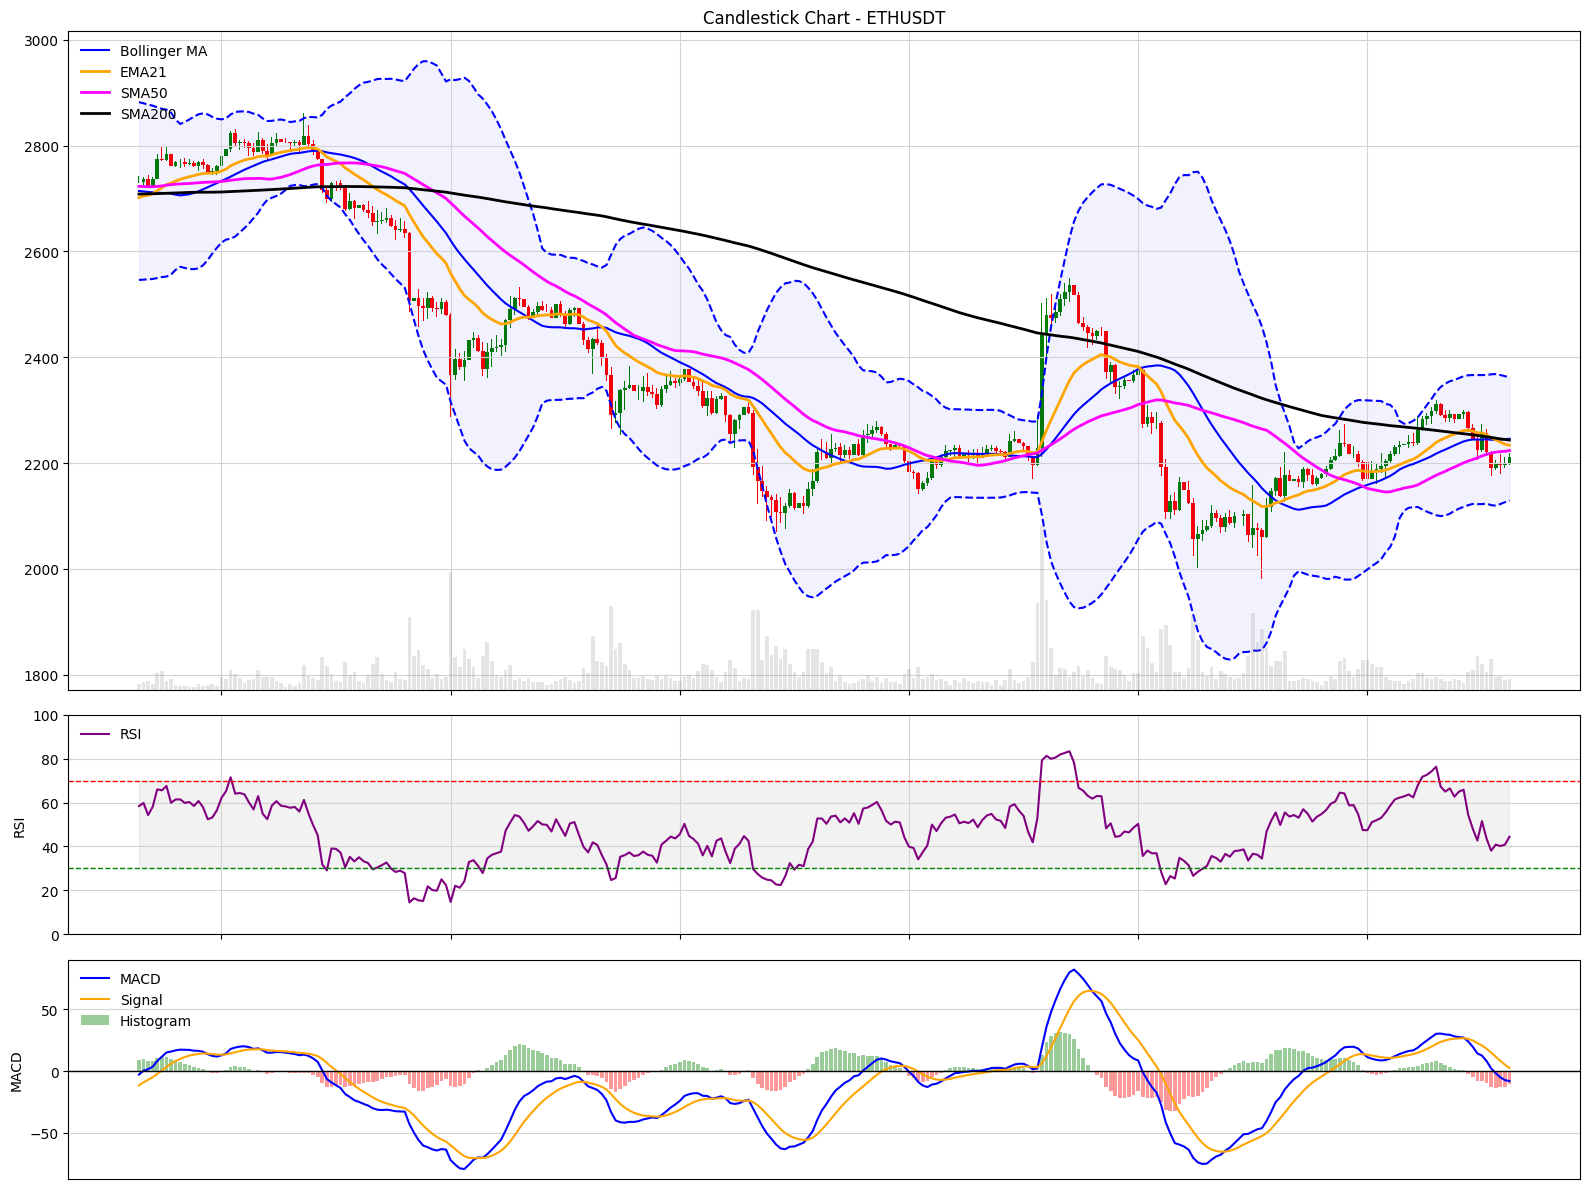 Candlestick Chart - ETHUSDT
3000
2800
2600
2400
2200
2000
1800
Bollinger MA
EMA21
SMA50
SMA200
100
80
60
40
20
0
RSI
RSI
50
0
−50
MACD
MACD
Signal
Histogram